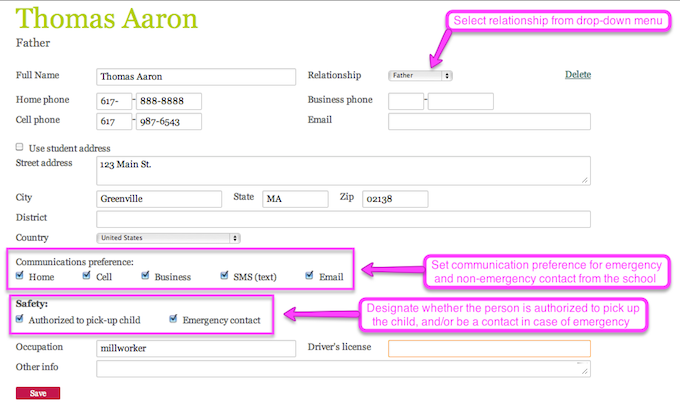 Thomas Aaron
Select relationship from drop-down menu
Father
Full Name Thomas Aaron Relationship Father Delete
Home phone 617- - 888-8888 Business phone -
Cell phone 617 - 987-6543 Email
Use student address
Street address 123 Main St.
City Greenville State MA Zip 02138
District
Country United States
Communications preference:
Home Cell Business SMS (text) Email
Set communication preference for emergency
and non-emergency contact from the school
Safety:
Authorized to pick-up child Emergency contact
Designate whether the person is authorized to pick up
the child, and/or be a contact in case of emergency
Occupation millworker Driver's license
Other info
Save